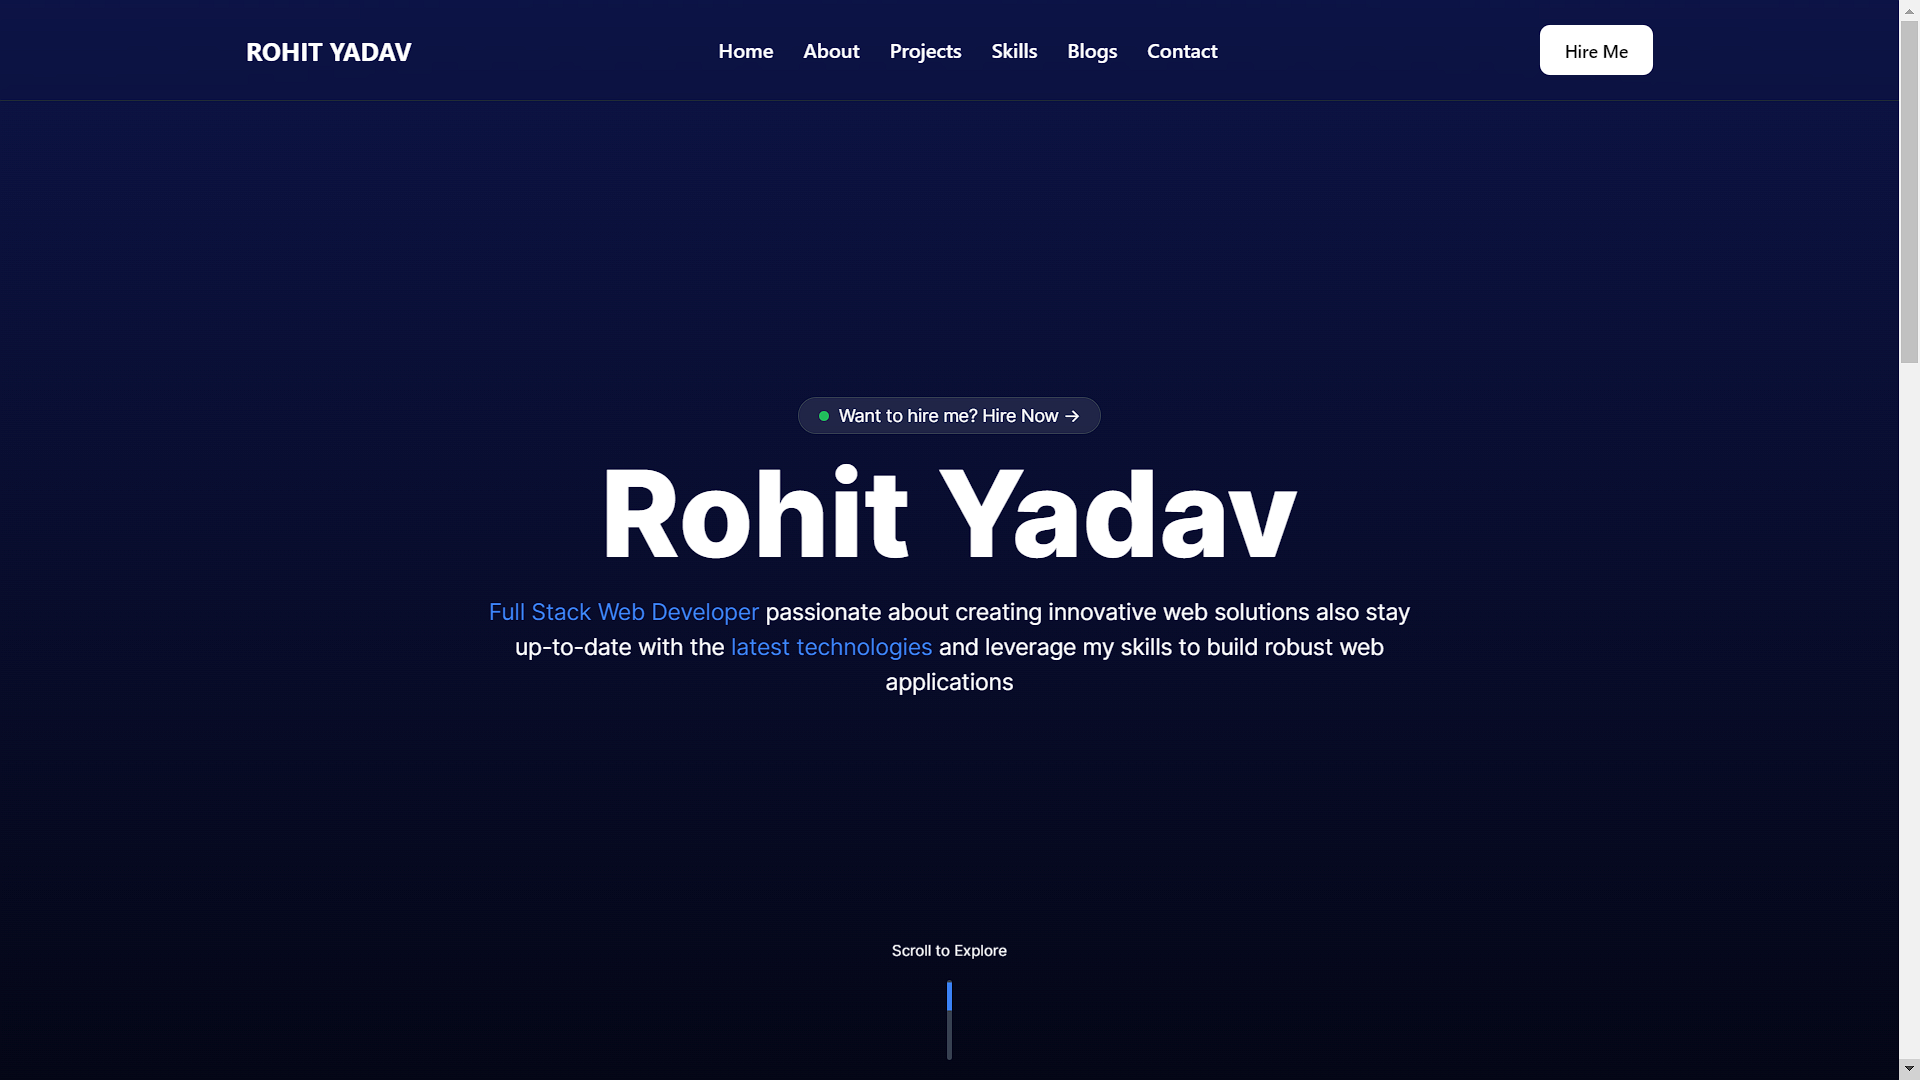 ROHIT YADAV
Home About Projects Skills Blogs Contact
Hire Me
Want to hire me? Hire Now →
Rohit Yadav
Full Stack Web Developer passionate about creating innovative web solutions also stay
up-to-date with the latest technologies and leverage my skills to build robust web
applications
Scroll to Explore